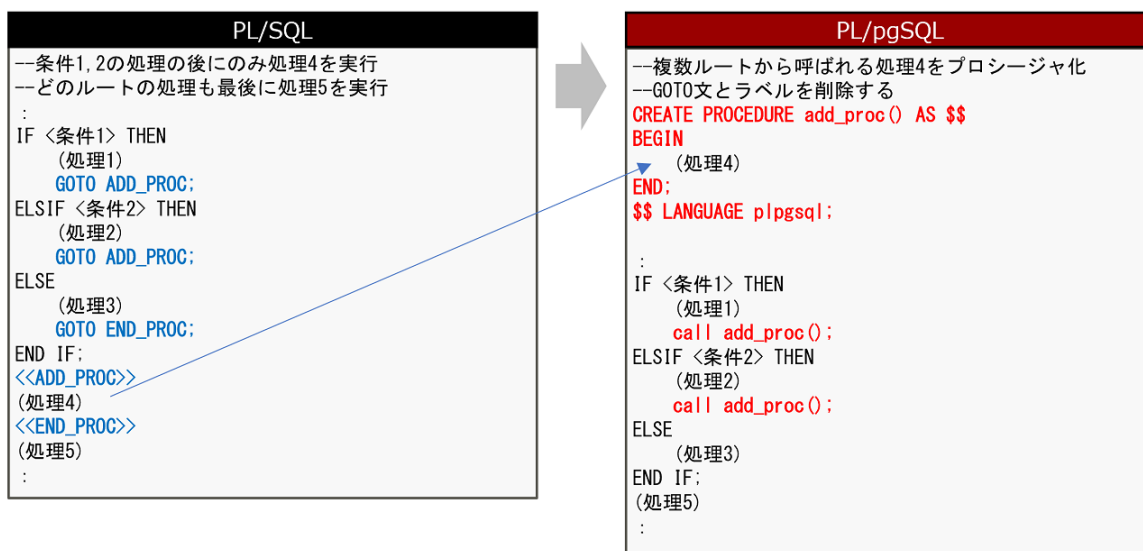 PL/SQL
--条件1,2の処理の後にのみ処理4を実行
--どのルートの処理も最後に処理5を実行
:
IF <条件1> THEN
(処理1)
GOTO ADD_PROC;
ELSIF <条件2> THEN
(処理2)
GOTO ADD_PROC;
ELSE
(処理3)
GOTO END_PROC;
END IF;
<<ADD_PROC>>
(処理4)
<<END_PROC>>
(処理5)
:
PL/pgSQL
--複数ルートから呼ばれる処理4をプロシージャ化
--GOTO文とラベルを削除する
CREATE PROCEDURE add_proc() AS $$
BEGIN
(処理4)
END;
$$ LANGUAGE plpgsql;
:
IF <条件1> THEN
(処理1)
call add_proc();
ELSIF <条件2> THEN
(処理2)
call add_proc();
ELSE
(処理3)
END IF;
(処理5)
: